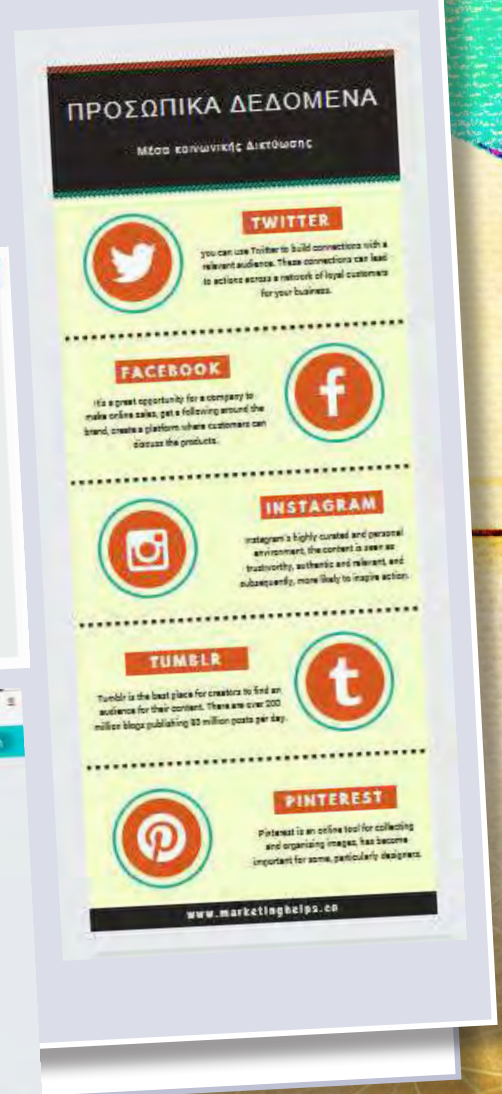 ΠΡΟΣΩΠΙΚΑ ΔΕΔΟΜΕΝΑ
Μέσα κοινωνικής Δικτύωσης
TWITTER
you can use Twitter to build connections with a
relevant audience. These connections can lead
to actions across a network of loyal customers
for your business.
FACEBOOK
It's a great opportunity for a company to
make online sales, get a following around the
brand, create a platform where customers can
discuss the products.
INSTAGRAM
Instagram's highly curated and personal
environment, the content is seen as
trustworthy, authentic and relevant, and
subsequently, more likely to inspire action.
TUMBLR
Tumblr is the best place for creators to find an
audience for their content. There are over 200
million blogs publishing 83 million posts per day.
PINTEREST
Pinterest is an online tool for collecting
and organizing images, has become
important for some, particularly designers.
www.marketinghelps.co